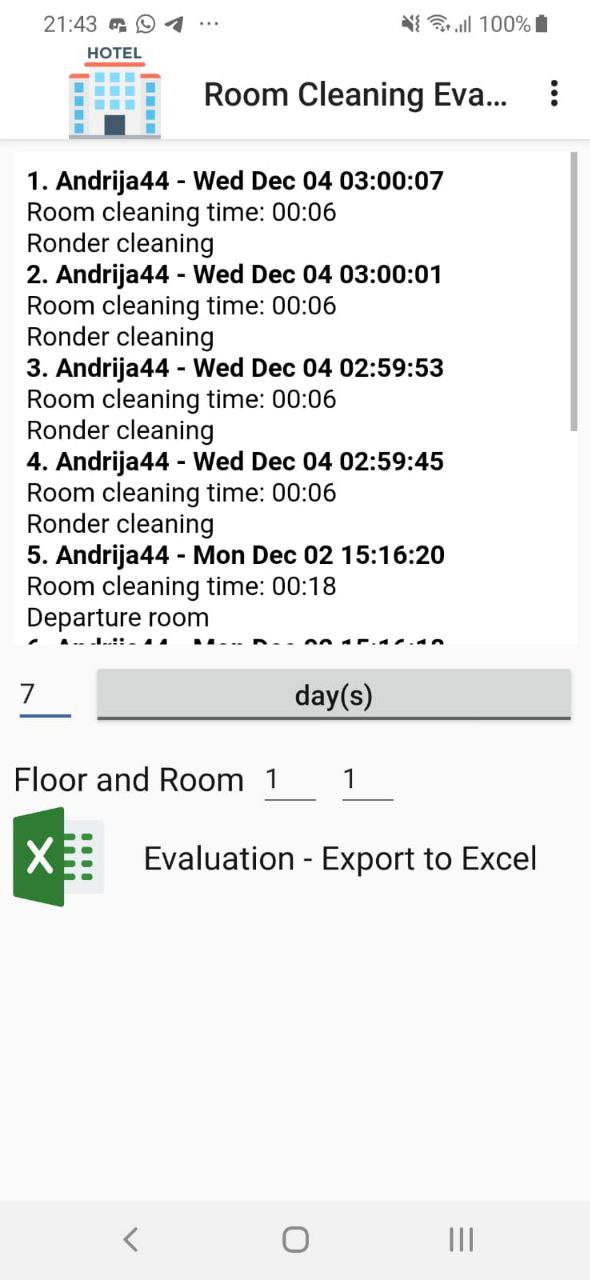 21:43 ... 100%
HOTEL
Room Cleaning Eva...
1. Andrija44 - Wed Dec 04 03:00:07
Room cleaning time: 00:06
Ronder cleaning
2. Andrija44 - Wed Dec 04 03:00:01
Room cleaning time: 00:06
Ronder cleaning
3. Andrija44 - Wed Dec 04 02:59:53
Room cleaning time: 00:06
Ronder cleaning
4. Andrija44 - Wed Dec 04 02:59:45
Room cleaning time: 00:06
Ronder cleaning
5. Andrija44 - Mon Dec 02 15:16:20
Room cleaning time: 00:18
Departure room
7 day(s)
Floor and Room 1 1
X Evaluation - Export to Excel